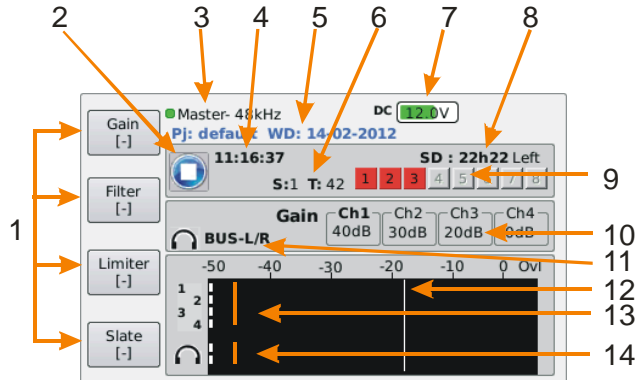 2 3 4 5 6 7 8
Master- 48kHz DC 12.0V
Pj: default WD: 14-02-2012
Gain
[-]
11:16:37 SD : 22h22 Left
S:1 T: 42 1 2 3 4 5 6 7 8
9
Filter
[-]
1
Gain Ch1 Ch2 Ch3 Ch4
40dB 30dB 20dB 0dB
10
BUS-L/R
11
Limiter
[-]
-50 -40 -30 -20 -10 0 Ovl
12
1
2
3
4
13
Slate
[-]
14